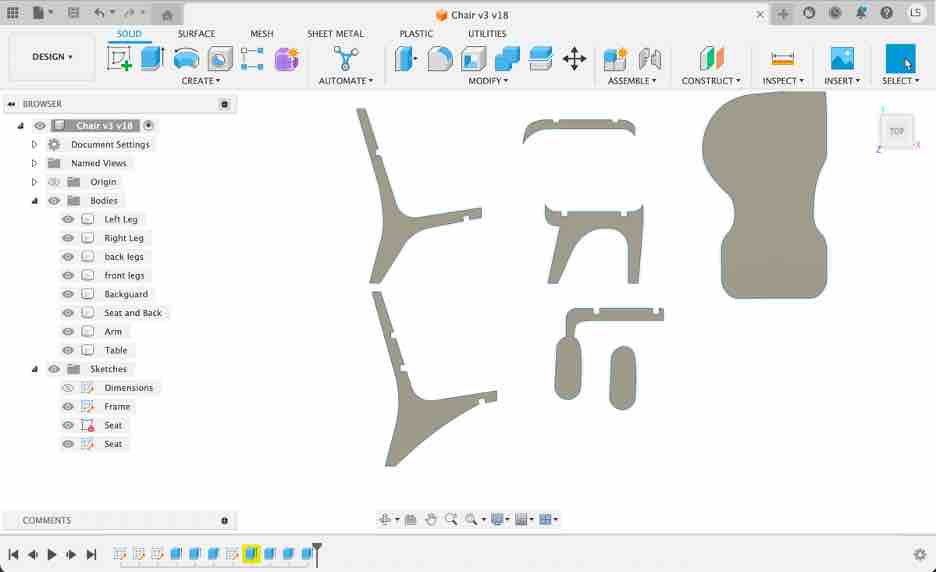 Chair v3 v18
LS
SOLID SURFACE MESH SHEET METAL PLASTIC UTILITIES
DESIGN
CREATE AUTOMATE MODIFY ASSEMBLE CONSTRUCT INSPECT INSERT SELECT
BROWSER
Chair v3 v18
Document Settings
Named Views
Origin
Bodies
Left Leg
Right Leg
back legs
front legs
Backguard
Seat and Back
Arm
Table
Sketches
Dimensions
Frame
Seat
Seat
Y
TOP
Z X
COMMENTS